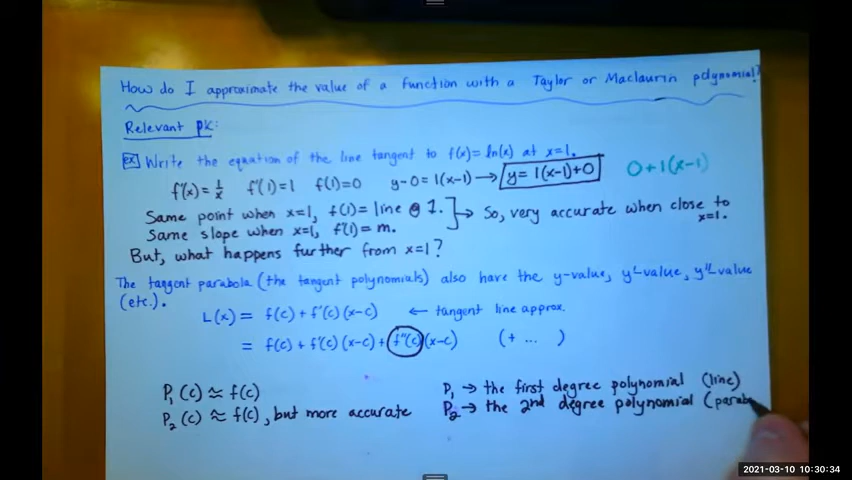 How do I approximate the value of a function with a Taylor or Maclaurin polynomial?
Relevant PK:
ex Write the equation of the line tangent to f(x)=ln(x) at x=1.
f'(x)=1/x f'(1)=1 f(1)=0 y-0=1(x-1) → y=1(x-1)+0 0+1(x-1)
Same point when x=1, f(1)=line @ 1.
Same slope when x=1, f'(1)=m.
→ So, very accurate when close to x=1.
But, what happens further from x=1?
The tangent parabola (the tangent polynomials) also have the y-value, y'-value, y''-value
(etc.).
L(x) = f(c) + f'(c)(x-c) ← tangent line approx.
= f(c) + f'(c)(x-c) + f''(c)(x-c) (+ ... )
P₁(c) ≈ f(c) P₁ → the first degree polynomial (line)
P₂(c) ≈ f(c), but more accurate P₂ → the 2nd degree polynomial (parab
2021-03-10 10:30:34